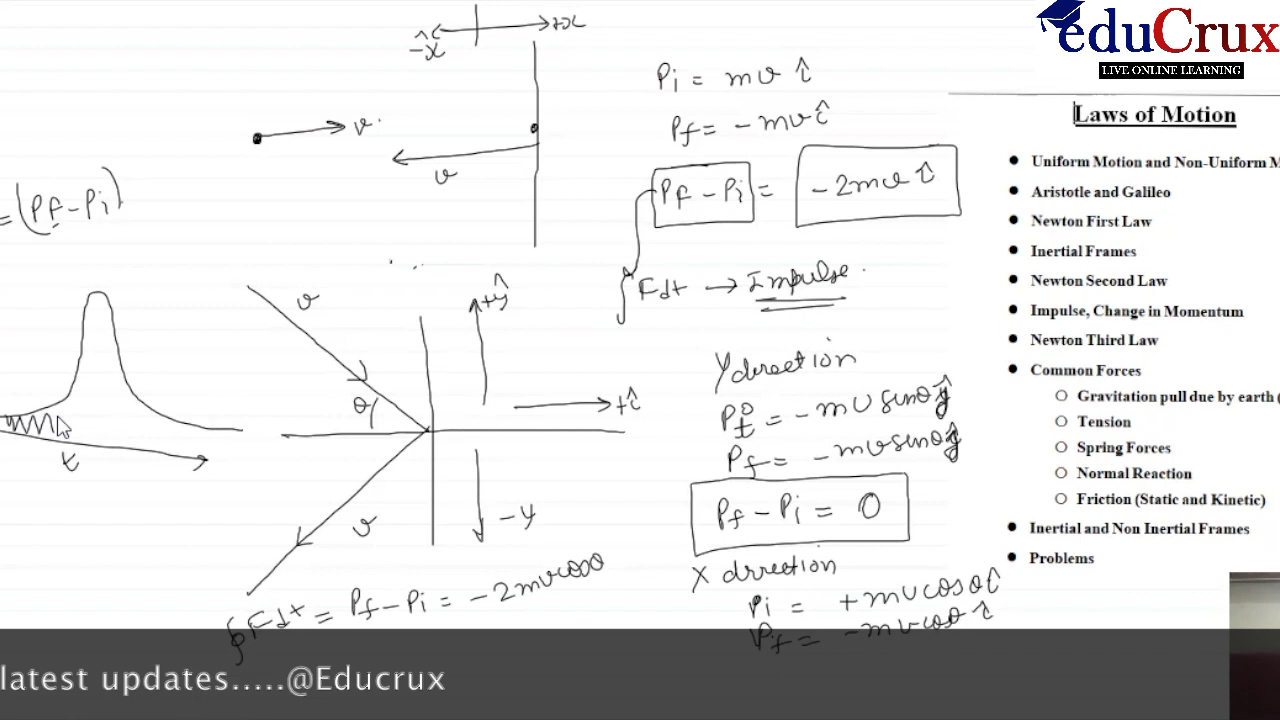 eduCrux
LIVE ONLINE LEARNING
-x̂
+x
Pi = mv î
Pf = - mv î
v
v
= (Pf - Pi)
Pf - Pi = - 2mv î
∫ Fdt → Impulse.
Laws of Motion
● Uniform Motion and Non-Uniform M
● Aristotle and Galileo
● Newton First Law
● Inertial Frames
● Newton Second Law
● Impulse, Change in Momentum
● Newton Third Law
● Common Forces
○ Gravitation pull due by earth (
○ Tension
○ Spring Forces
○ Normal Reaction
○ Friction (Static and Kinetic)
● Inertial and Non Inertial Frames
● Problems
v
+ŷ
θ
+î
t
v
-y
Y direction
= - mv sinθ ŷ
Pf = - mv sinθ ŷ
Pf - Pi = 0
X direction
Pi = + mv cosθ î
Pf = - mv cosθ î
∮ Fdt = Pf - Pi = - 2mv cosθ
latest updates.....@Educrux